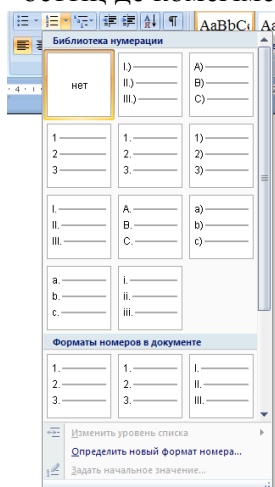 AaBbCc Aa
Библиотека нумерации
нет
I.)
II.)
III.)
A)
B)
C)
1
2
3
1.
2.
3.
1)
2)
3)
I.
II.
III.
A.
B.
C.
a)
b)
c)
a.
b.
c.
i.
ii.
iii.
Форматы номеров в документе
1.
2.
3.
1.
2.
3.
I.
II.
III.
Изменить уровень списка
Определить новый формат номера...
Задать начальное значение...